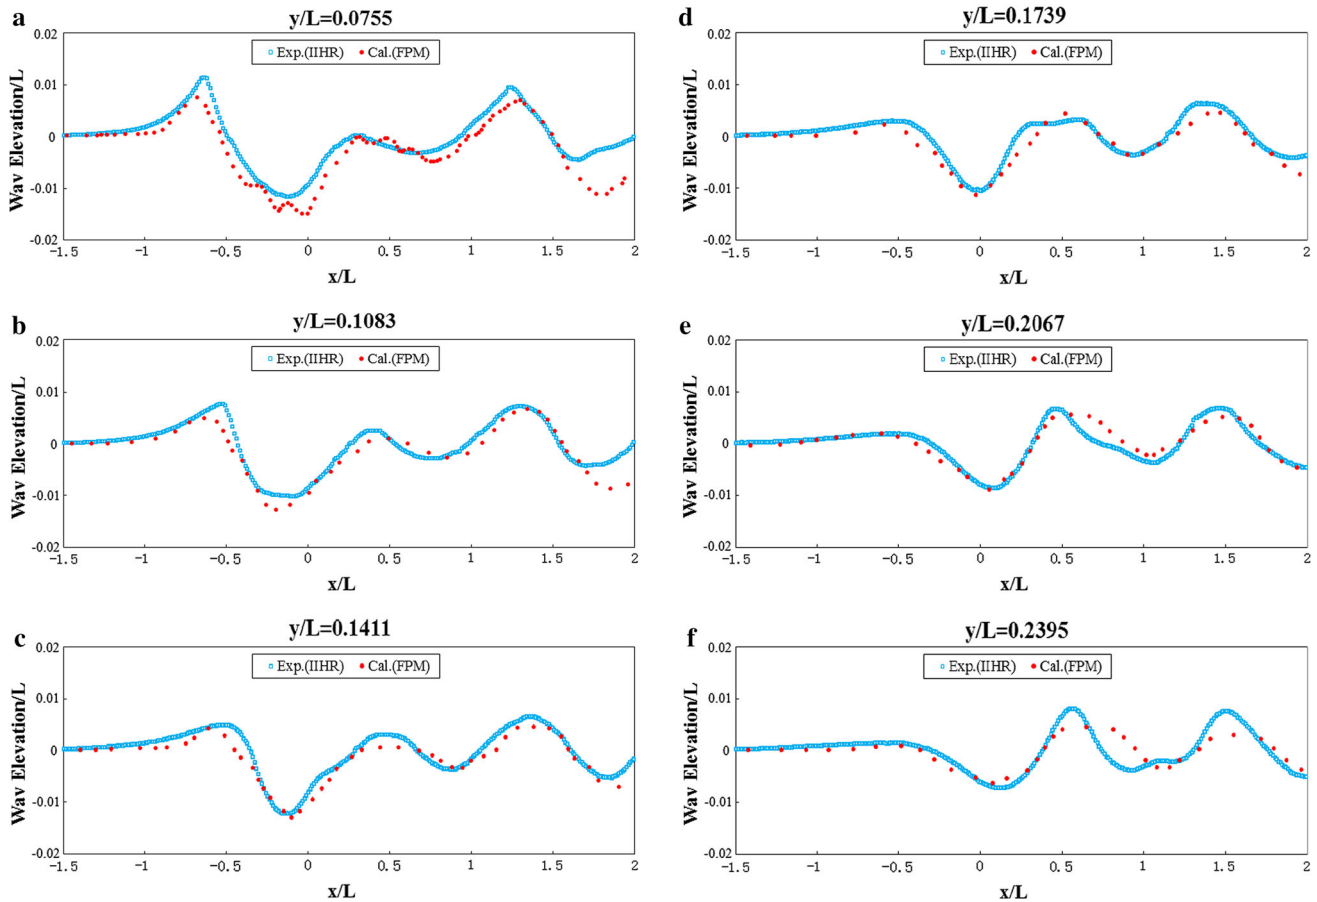 a
y/L=0.0755
Exp.(IIHR) Cal.(FPM)
Wav Elevation/L
0.02
0.01
0
-0.01
-0.02
-1.5 -1 -0.5 0 0.5 1 1.5 2
x/L
b
y/L=0.1083
Exp.(IIHR) Cal.(FPM)
Wav Elevation/L
0.02
0.01
0
-0.01
-0.02
-1.5 -1 -0.5 0 0.5 1 1.5 2
x/L
c
y/L=0.1411
Exp.(IIHR) Cal.(FPM)
Wav Elevation/L
0.02
0.01
0
-0.01
-0.02
-1.5 -1 -0.5 0 0.5 1 1.5 2
x/L
d
y/L=0.1739
Exp.(IIHR) Cal.(FPM)
Wav Elevation/L
0.02
0.01
0
-0.01
-0.02
-1.5 -1 -0.5 0 0.5 1 1.5 2
x/L
e
y/L=0.2067
Exp.(IIHR) Cal.(FPM)
Wav Elevation/L
0.02
0.01
0
-0.01
-0.02
-1.5 -1 -0.5 0 0.5 1 1.5 2
x/L
f
y/L=0.2395
Exp.(IIHR) Cal.(FPM)
Wav Elevation/L
0.02
0.01
0
-0.01
-0.02
-1.5 -1 -0.5 0 0.5 1 1.5 2
x/L